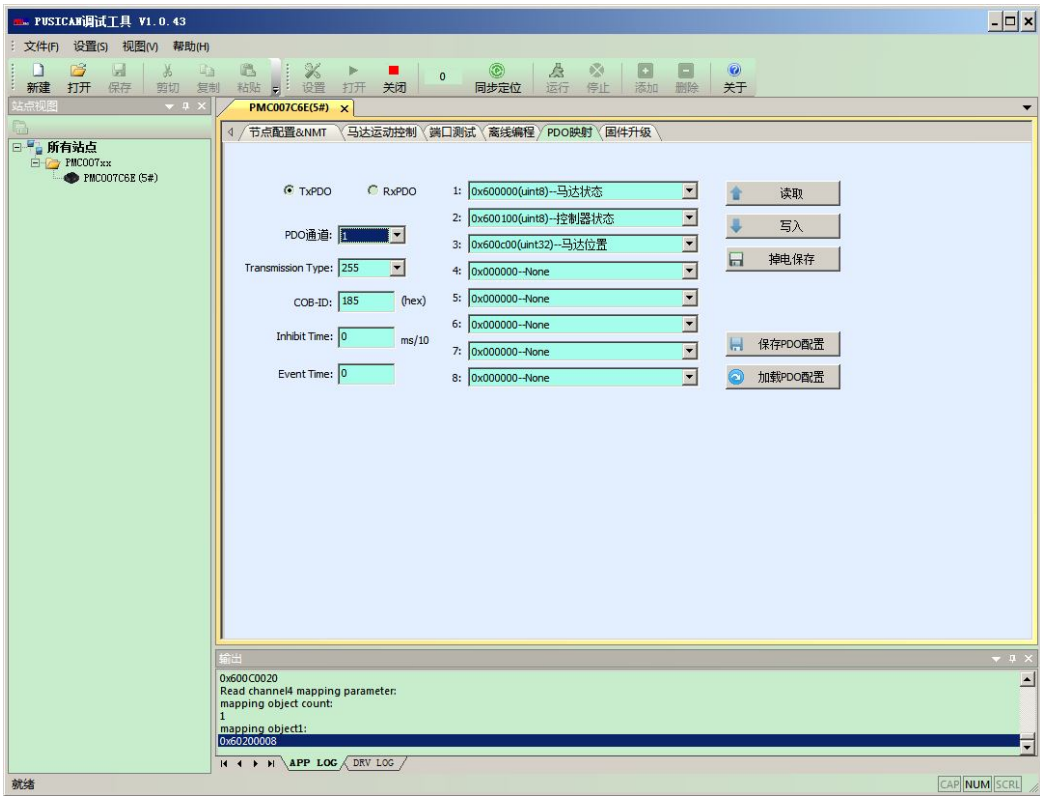 PUSICAN调试工具 V1.0.43
文件(F) 设置(S) 视图(V) 帮助(H)
新建 打开 保存 剪切 复制 粘贴 设置 打开 关闭 0 同步定位 运行 停止 添加 删除 关于
站点视图
PMC007C6E(5#)
节点配置&NMT 马达运动控制 端口测试 离线编程 PDO映射 固件升级
所有站点
PMC007xx
PMC007C6E (5#)
TxPDO RxPDO
PDO通道: 1
Transmission Type: 255
COB-ID: 185 (hex)
Inhibit Time: 0 ms/10
Event Time: 0
1: 0x600000(uint8)--马达状态
2: 0x600100(uint8)--控制器状态
3: 0x600c00(uint32)--马达位置
4: 0x000000--None
5: 0x000000--None
6: 0x000000--None
7: 0x000000--None
8: 0x000000--None
读取
写入
掉电保存
保存PDO配置
加载PDO配置
输出
0x600C0020
Read channel4 mapping parameter:
mapping object count:
1
mapping object1:
0x60200008
APP LOG DRV LOG
就绪
CAP NUM SCRL